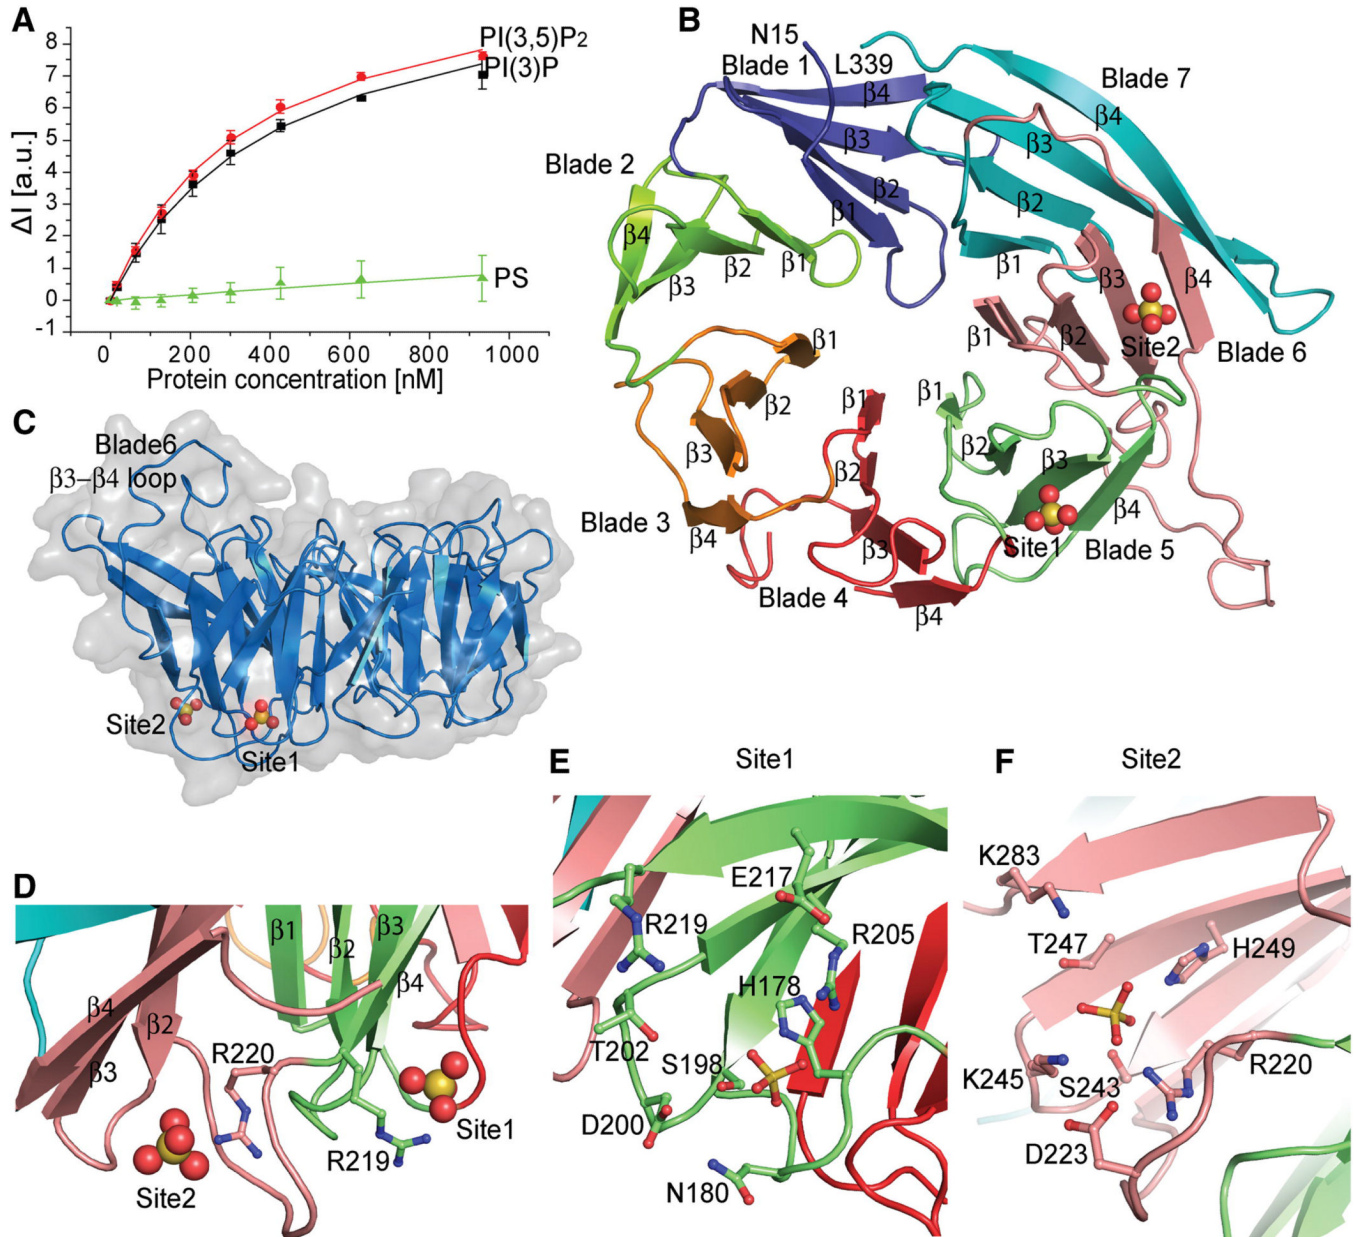 A
8
7
6
5
4
3
2
1
0
-1
ΔI [a.u.]
PI(3,5)P2
PI(3)P
PS
0 200 400 600 800 1000
Protein concentration [nM]
B
N15
Blade 1 L339
β4
β3
β2
β1
Blade 7
β4
β3
β2
β1
Blade 2
β4
β3
β2
β1
β1
β2
β3
β4
Blade 3
β1
β2
β3
β4
Blade 4
β1
β2
β3
β4
Site1
Blade 5
β1
β2
β3
β4
Site2
Blade 6
C
Blade6
β3–β4 loop
Site2
Site1
D
β4
β3
β2
β1
β2
β3
β4
R220
R219
Site1
Site2
E
Site1
E217
R219
R205
H178
T202
S198
D200
N180
F
Site2
K283
T247
H249
K245
S243
R220
D223